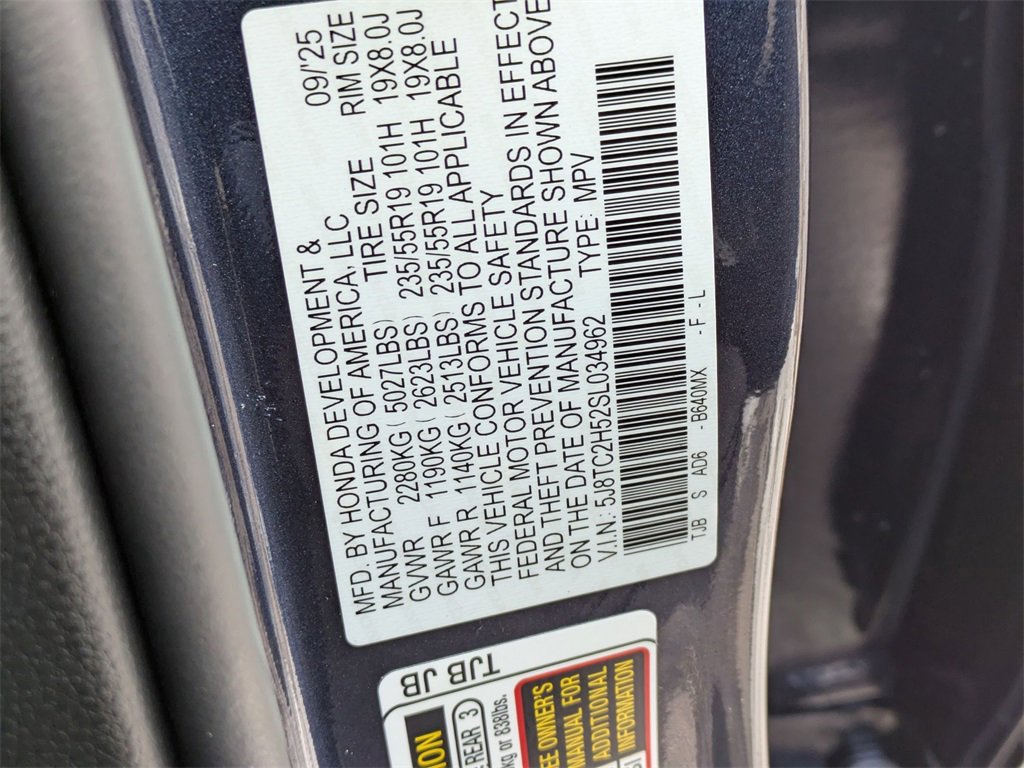 MFD. BY HONDA DEVELOPMENT & 09/25
MANUFACTURING OF AMERICA, LLC
TIRE SIZE RIM SIZE
GVWR 2280KG ( 5027LBS)
GAWR F 1190KG ( 2623LBS) 235/55R19 101H 19X8.0J
GAWR R 1140KG ( 2513LBS) 235/55R19 101H 19X8.0J
THIS VEHICLE CONFORMS TO ALL APPLICABLE
FEDERAL MOTOR VEHICLE SAFETY
AND THEFT PREVENTION STANDARDS IN EFFECT
ON THE DATE OF MANUFACTURE SHOWN ABOVE
V.I.N.: 5J8TC2H52SL034962 TYPE: MPV
TJB S AD6 -B640MX - F - L
TJB JB
REAR 3
kg or 838lbs.
OWNER'S
MANUAL FOR
ADDITIONAL
INFORMATION